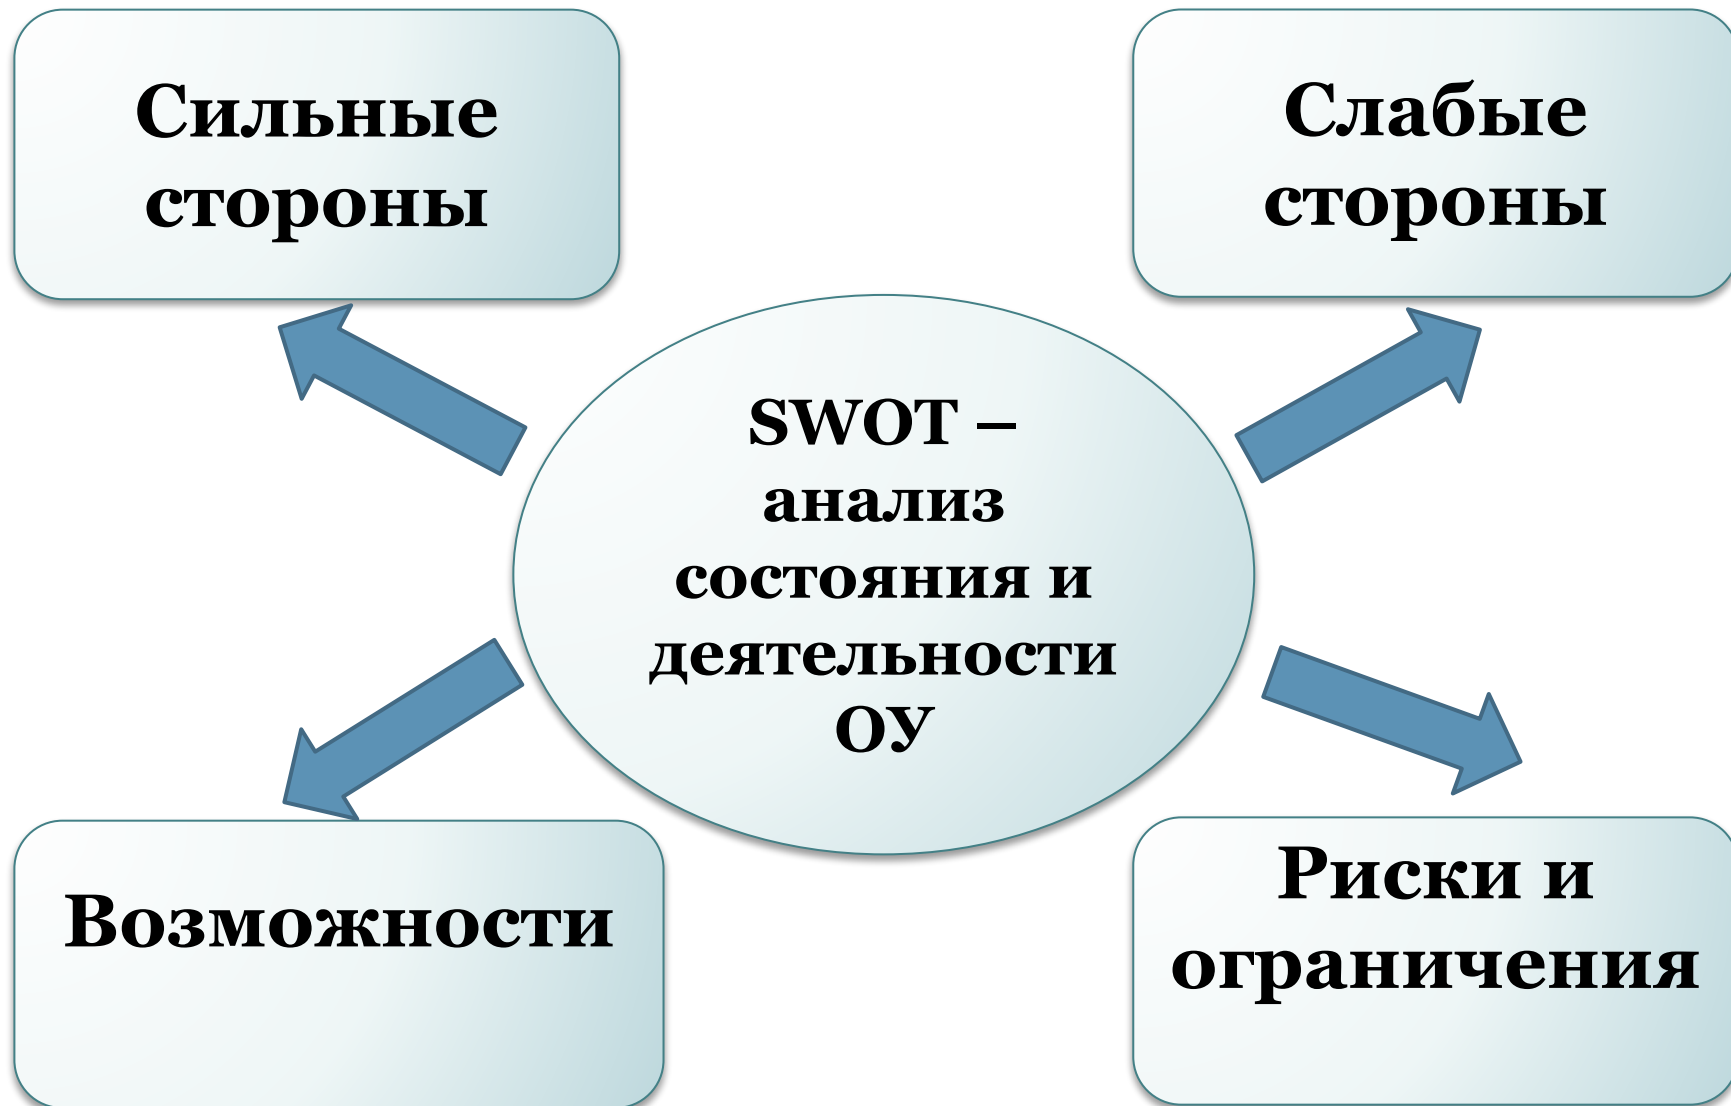 Сильные
стороны
Слабые
стороны
SWOT –
анализ
состояния и
деятельности
ОУ
Возможности
Риски и
ограничения